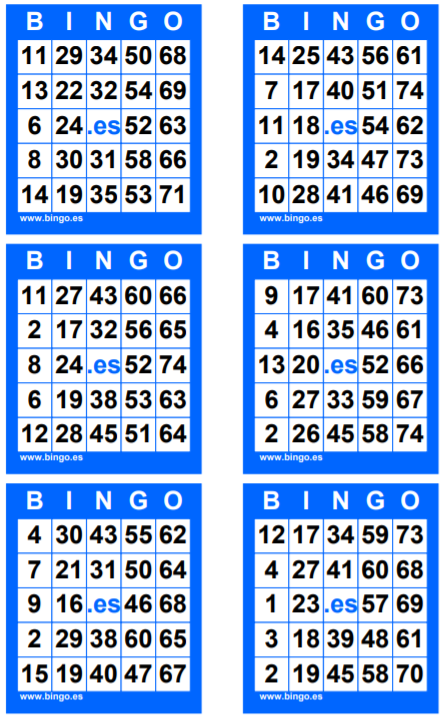 B I N G O
11 29 34 50 68
13 22 32 54 69
6 24 .es 52 63
8 30 31 58 66
14 19 35 53 71
www.bingo.es
B I N G O
14 25 43 56 61
7 17 40 51 74
11 18 .es 54 62
2 19 34 47 73
10 28 41 46 69
www.bingo.es
B I N G O
11 27 43 60 66
2 17 32 56 65
8 24 .es 52 74
6 19 38 53 63
12 28 45 51 64
www.bingo.es
B I N G O
9 17 41 60 73
4 16 35 46 61
13 20 .es 52 66
6 27 33 59 67
2 26 45 58 74
www.bingo.es
B I N G O
4 30 43 55 62
7 21 31 50 64
9 16 .es 46 68
2 29 38 60 65
15 19 40 47 67
www.bingo.es
B I N G O
12 17 34 59 73
4 27 41 60 68
1 23 .es 57 69
3 18 39 48 61
2 19 45 58 70
www.bingo.es